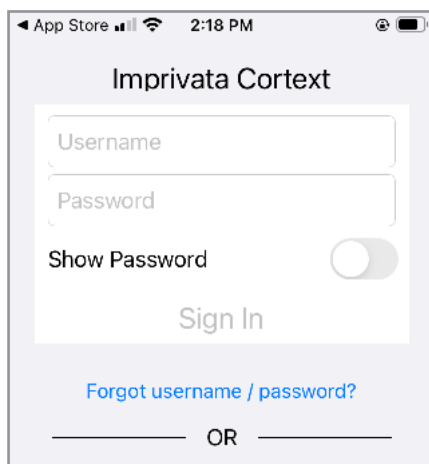 ◀ App Store 2:18 PM
Imprivata Cortext
Username
Password
Show Password
Sign In
Forgot username / password?
OR